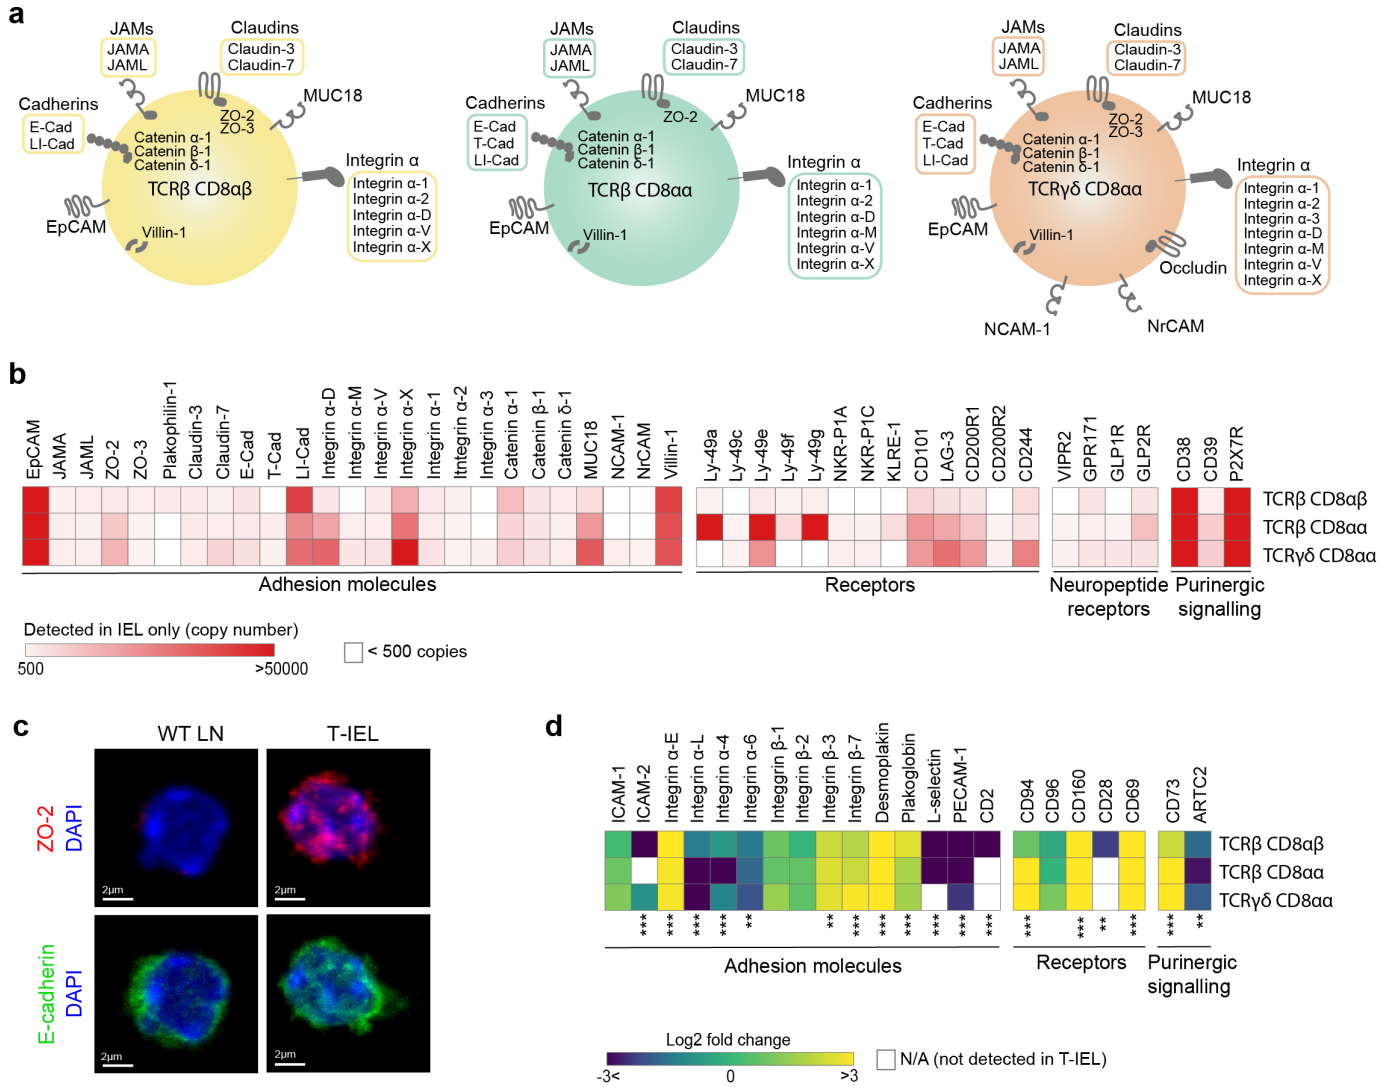 a
JAMs
JAMA
JAML
Claudins
Claudin-3
Claudin-7
Cadherins
E-Cad
LI-Cad
ZO-2
ZO-3
MUC18
Catenin α-1
Catenin β-1
Catenin δ-1
TCRβ CD8αβ
Integrin α
Integrin α-1
Integrin α-2
Integrin α-D
Integrin α-V
Integrin α-X
EpCAM
Villin-1
JAMs
JAMA
JAML
Claudins
Claudin-3
Claudin-7
Cadherins
E-Cad
T-Cad
LI-Cad
ZO-2
MUC18
Catenin α-1
Catenin β-1
Catenin δ-1
TCRβ CD8αα
Integrin α
Integrin α-1
Integrin α-2
Integrin α-D
Integrin α-M
Integrin α-V
Integrin α-X
EpCAM
Villin-1
JAMs
JAMA
JAML
Claudins
Claudin-3
Claudin-7
Cadherins
E-Cad
T-Cad
LI-Cad
ZO-2
ZO-3
MUC18
Catenin α-1
Catenin β-1
Catenin δ-1
TCRγδ CD8αα
Integrin α
Integrin α-1
Integrin α-2
Integrin α-3
Integrin α-D
Integrin α-M
Integrin α-V
Integrin α-X
EpCAM
Villin-1
Occludin
NCAM-1
NrCAM
b
EpCAM
JAMA
JAML
ZO-2
ZO-3
Plakophilin-1
Claudin-3
Claudin-7
E-Cad
T-Cad
LI-Cad
Integrin α-D
Integrin α-M
Integrin α-V
Integrin α-X
Integrin α-1
Itntegrin α-2
Integrin α-3
Catenin α-1
Catenin β-1
Catenin δ-1
MUC18
NCAM-1
NrCAM
Villin-1
Ly-49a
Ly-49c
Ly-49e
Ly-49f
Ly-49g
NKR-P1A
NKR-P1C
KLRE-1
CD101
LAG-3
CD200R1
CD200R2
CD244
VIPR2
GPR171
GLP1R
GLP2R
CD38
CD39
P2X7R
TCRβ CD8αβ
TCRβ CD8αα
TCRγδ CD8αα
Adhesion molecules
Receptors
Neuropeptide
receptors
Purinergic
signalling
Detected in IEL only (copy number)
500
>50000
< 500 copies
c
WT LN
T-IEL
ZO-2
DAPI
2µm
2µm
E-cadherin
DAPI
2µm
2µm
d
ICAM-1
ICAM-2
Integrin α-E
Integrin α-L
Integrin α-4
Integrin α-6
Integgrin β-1
Integrin β-2
Integrin β-3
Integrin β-7
Desmoplakin
Plakoglobin
L-selectin
PECAM-1
CD2
CD94
CD96
CD160
CD28
CD69
CD73
ARTC2
TCRβ CD8αβ
TCRβ CD8αα
TCRγδ CD8αα
*** *** *** *** ** ** *** *** *** *** *** *** *** *** ** *** *** **
Adhesion molecules
Receptors
Purinergic
signalling
Log2 fold change
-3<
0
>3
N/A (not detected in T-IEL)